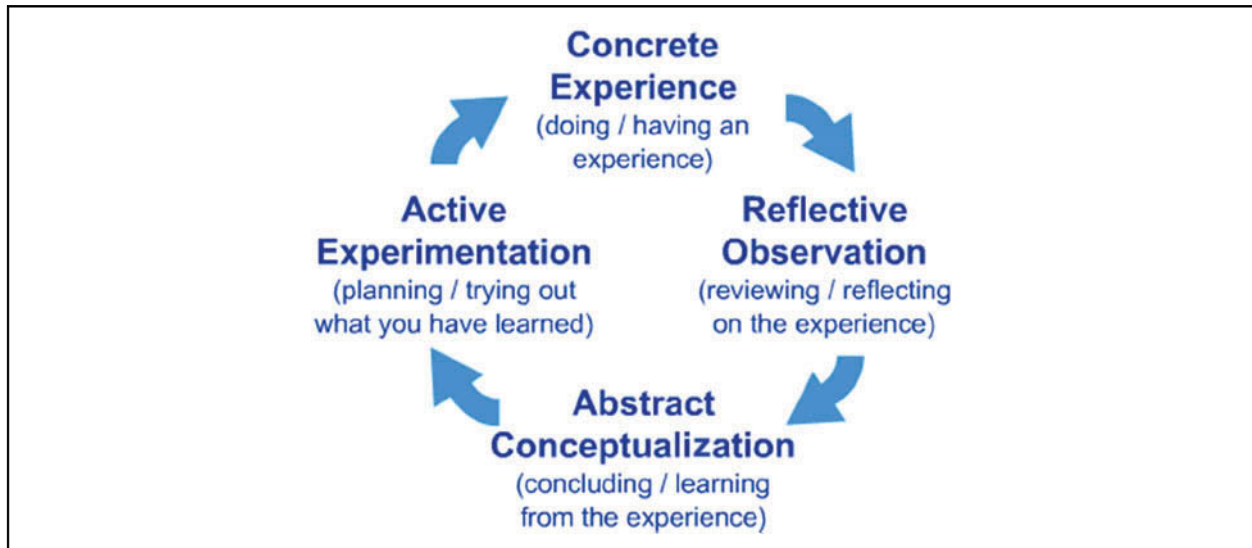 Concrete
Experience
(doing / having an
experience)
Reflective
Observation
(reviewing / reflecting
on the experience)
Abstract
Conceptualization
(concluding / learning
from the experience)
Active
Experimentation
(planning / trying out
what you have learned)